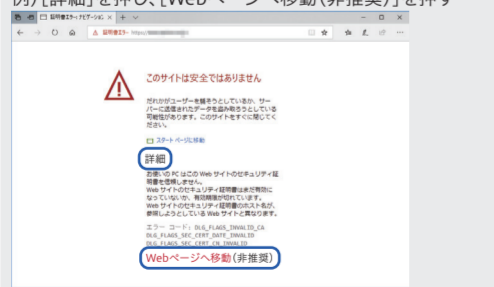 例)[詳細]を押し、[Webページへ移動(非推奨)]を押す
証明書エラー:ナビゲーション
証明書エラー https://
このサイトは安全ではありません
だれかがユーザーを騙そうとしているか、サー
バーに送信されたデータを盗み取ろうとしている
可能性があります。このサイトをすぐに閉じてく
ださい。
スタート ページに移動
詳細
お使いの PC はこの Web サイトのセキュリティ証
明書を信頼しません。
Web サイトのセキュリティ証明書はまだ有効に
なっていないか、有効期限が切れています。
Web サイトのセキュリティ証明書のホスト名が、
参照しようとしている Web サイトと異なります。
エラー コード: DLG_FLAGS_INVALID_CA
DLG_FLAGS_SEC_CERT_DATE_INVALID
DLG_FLAGS_SEC_CERT_CN_INVALID
Webページへ移動(非推奨)